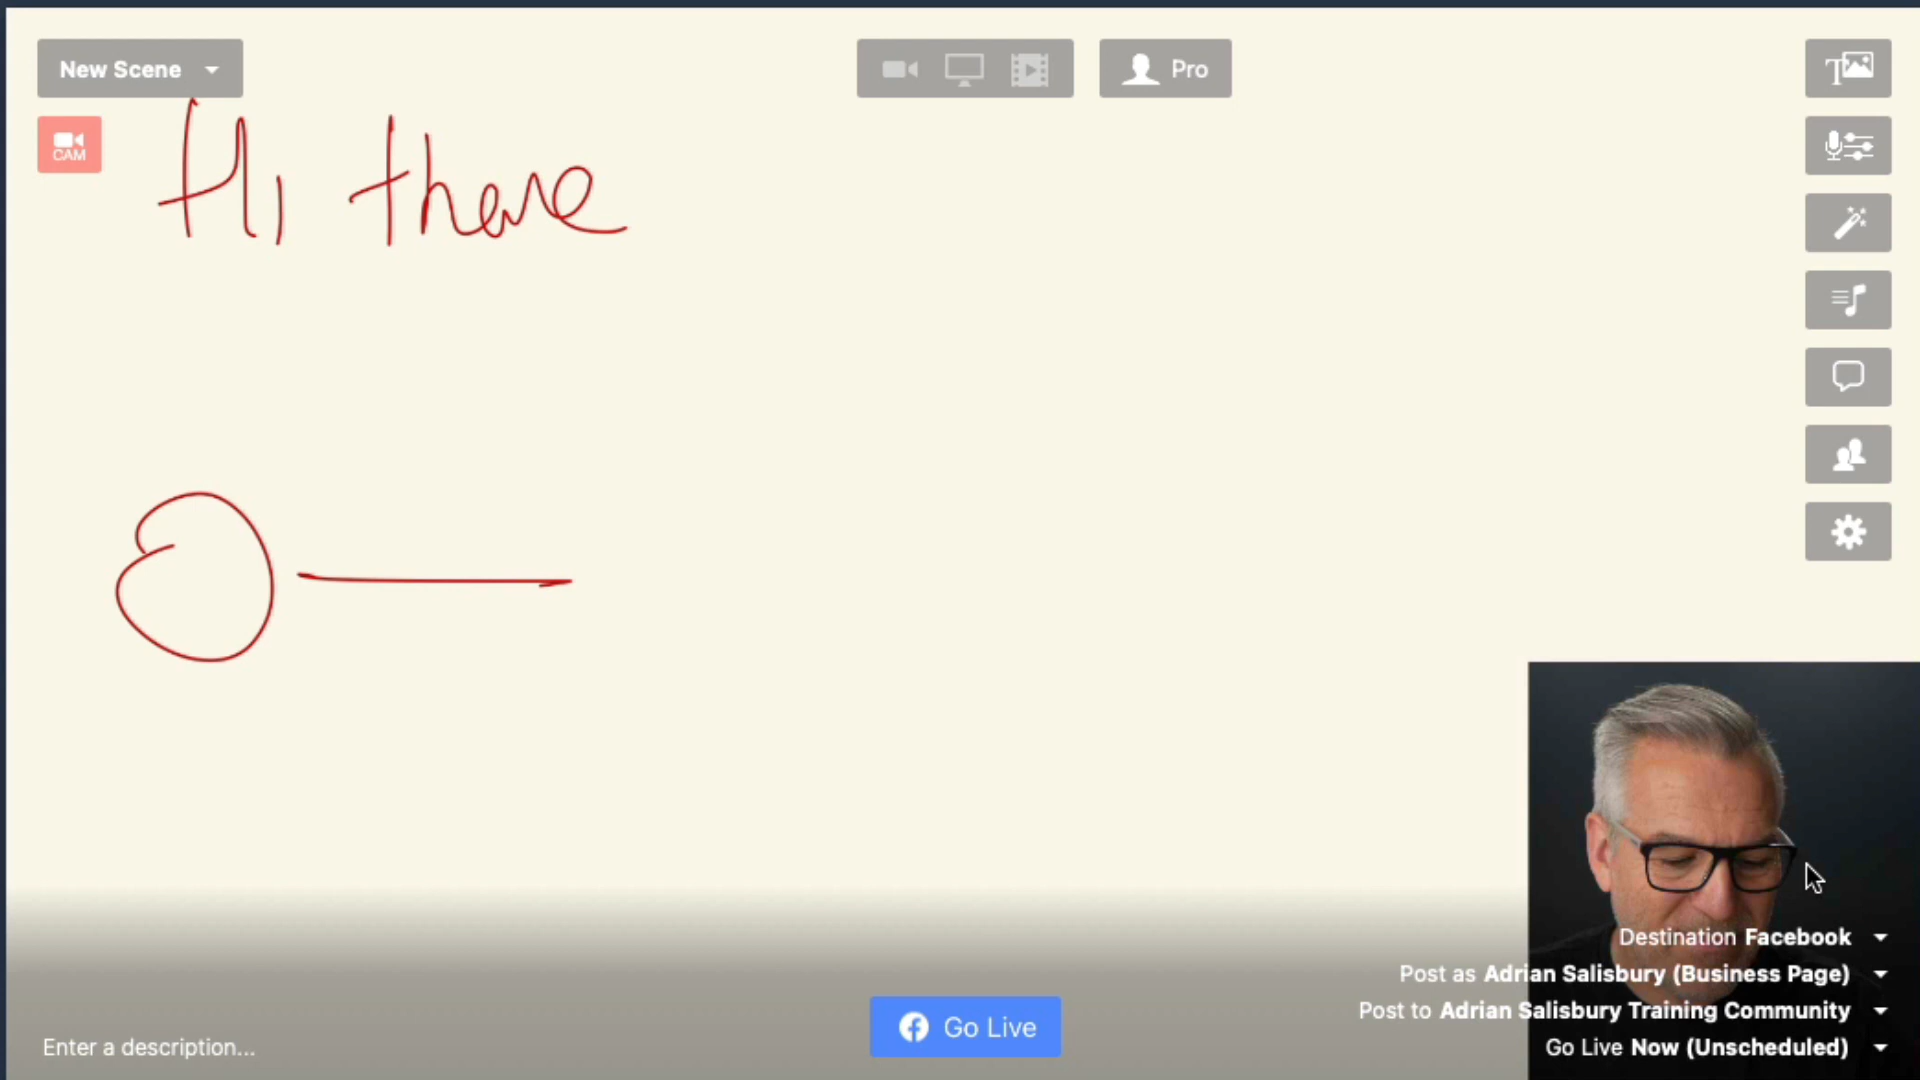 New Scene
Pro
CAM
Hi there
Destination Facebook
Post as Adrian Salisbury (Business Page)
Post to Adrian Salisbury Training Community
Go Live
Enter a description...
Go Live Now (Unscheduled)